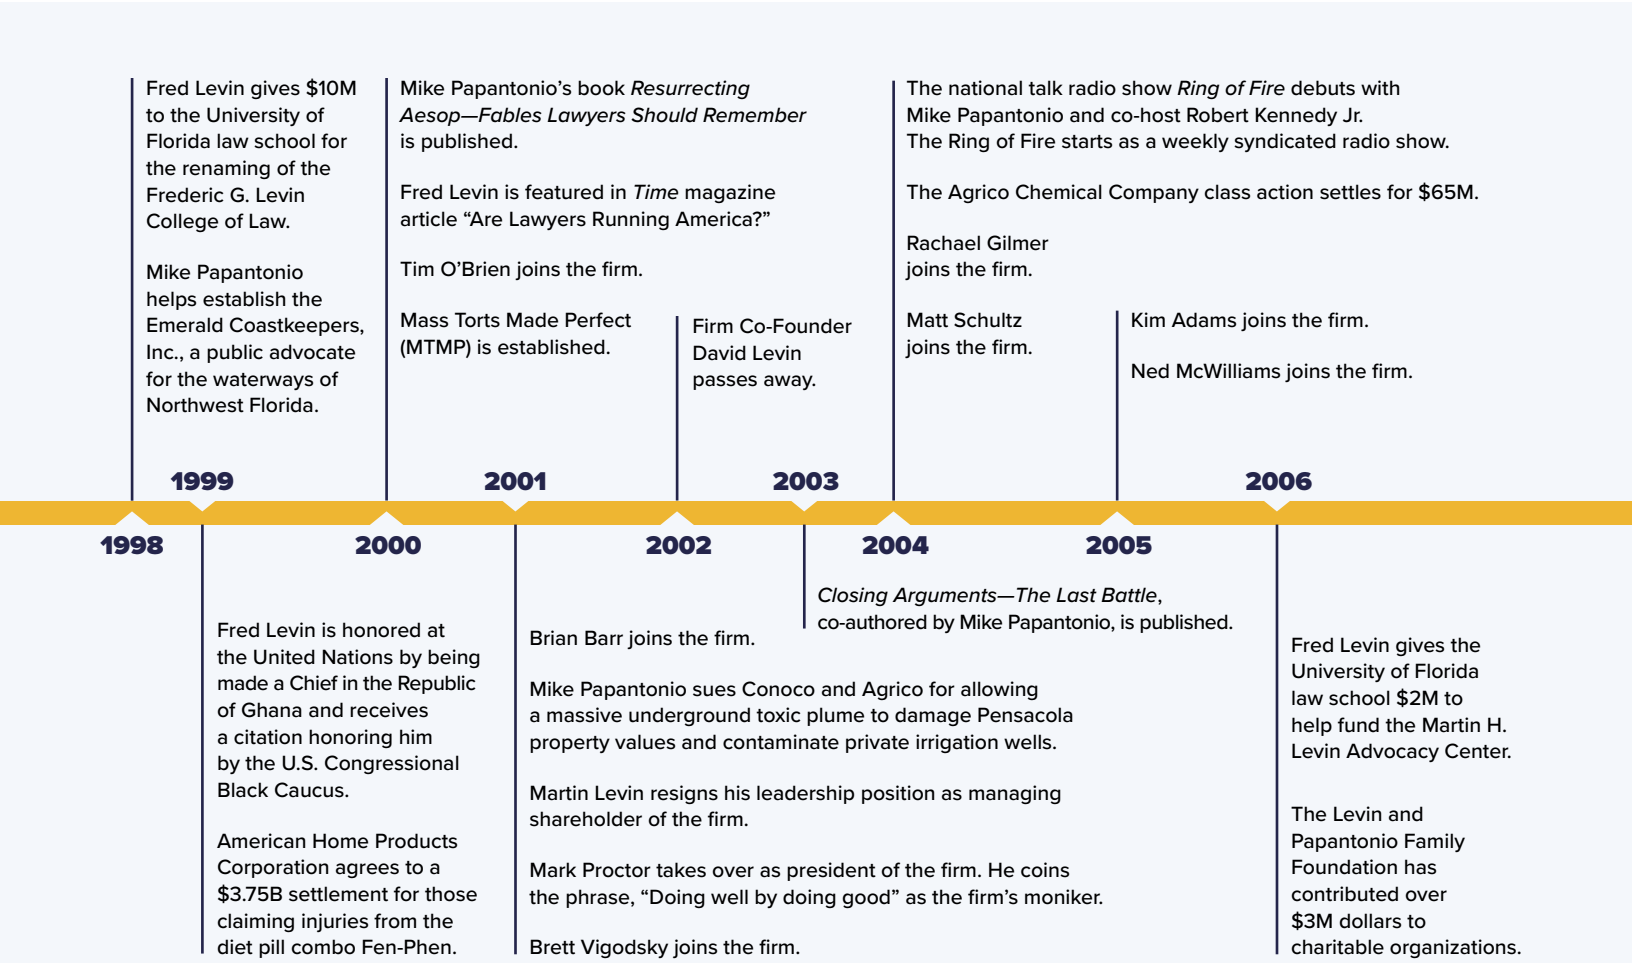 Fred Levin gives $10M
to the University of
Florida law school for
the renaming of the
Frederic G. Levin
College of Law.
Mike Papantonio
helps establish the
Emerald Coastkeepers,
Inc., a public advocate
for the waterways of
Northwest Florida.
Mike Papantonio’s book Resurrecting
Aesop—Fables Lawyers Should Remember
is published.
Fred Levin is featured in Time magazine
article “Are Lawyers Running America?”
Tim O’Brien joins the firm.
Mass Torts Made Perfect
(MTMP) is established.
Firm Co-Founder
David Levin
passes away.
The national talk radio show Ring of Fire debuts with
Mike Papantonio and co-host Robert Kennedy Jr.
The Ring of Fire starts as a weekly syndicated radio show.
The Agrico Chemical Company class action settles for $65M.
Rachael Gilmer
joins the firm.
Matt Schultz
joins the firm.
Kim Adams joins the firm.
Ned McWilliams joins the firm.
1999
2001
2003
2006
1998
2000
2002
2004
2005
Fred Levin is honored at
the United Nations by being
made a Chief in the Republic
of Ghana and receives
a citation honoring him
by the U.S. Congressional
Black Caucus.
American Home Products
Corporation agrees to a
$3.75B settlement for those
claiming injuries from the
diet pill combo Fen-Phen.
Brian Barr joins the firm.
Mike Papantonio sues Conoco and Agrico for allowing
a massive underground toxic plume to damage Pensacola
property values and contaminate private irrigation wells.
Martin Levin resigns his leadership position as managing
shareholder of the firm.
Mark Proctor takes over as president of the firm. He coins
the phrase, “Doing well by doing good” as the firm’s moniker.
Brett Vigodsky joins the firm.
Closing Arguments—The Last Battle,
co-authored by Mike Papantonio, is published.
Fred Levin gives the
University of Florida
law school $2M to
help fund the Martin H.
Levin Advocacy Center.
The Levin and
Papantonio Family
Foundation has
contributed over
$3M dollars to
charitable organizations.